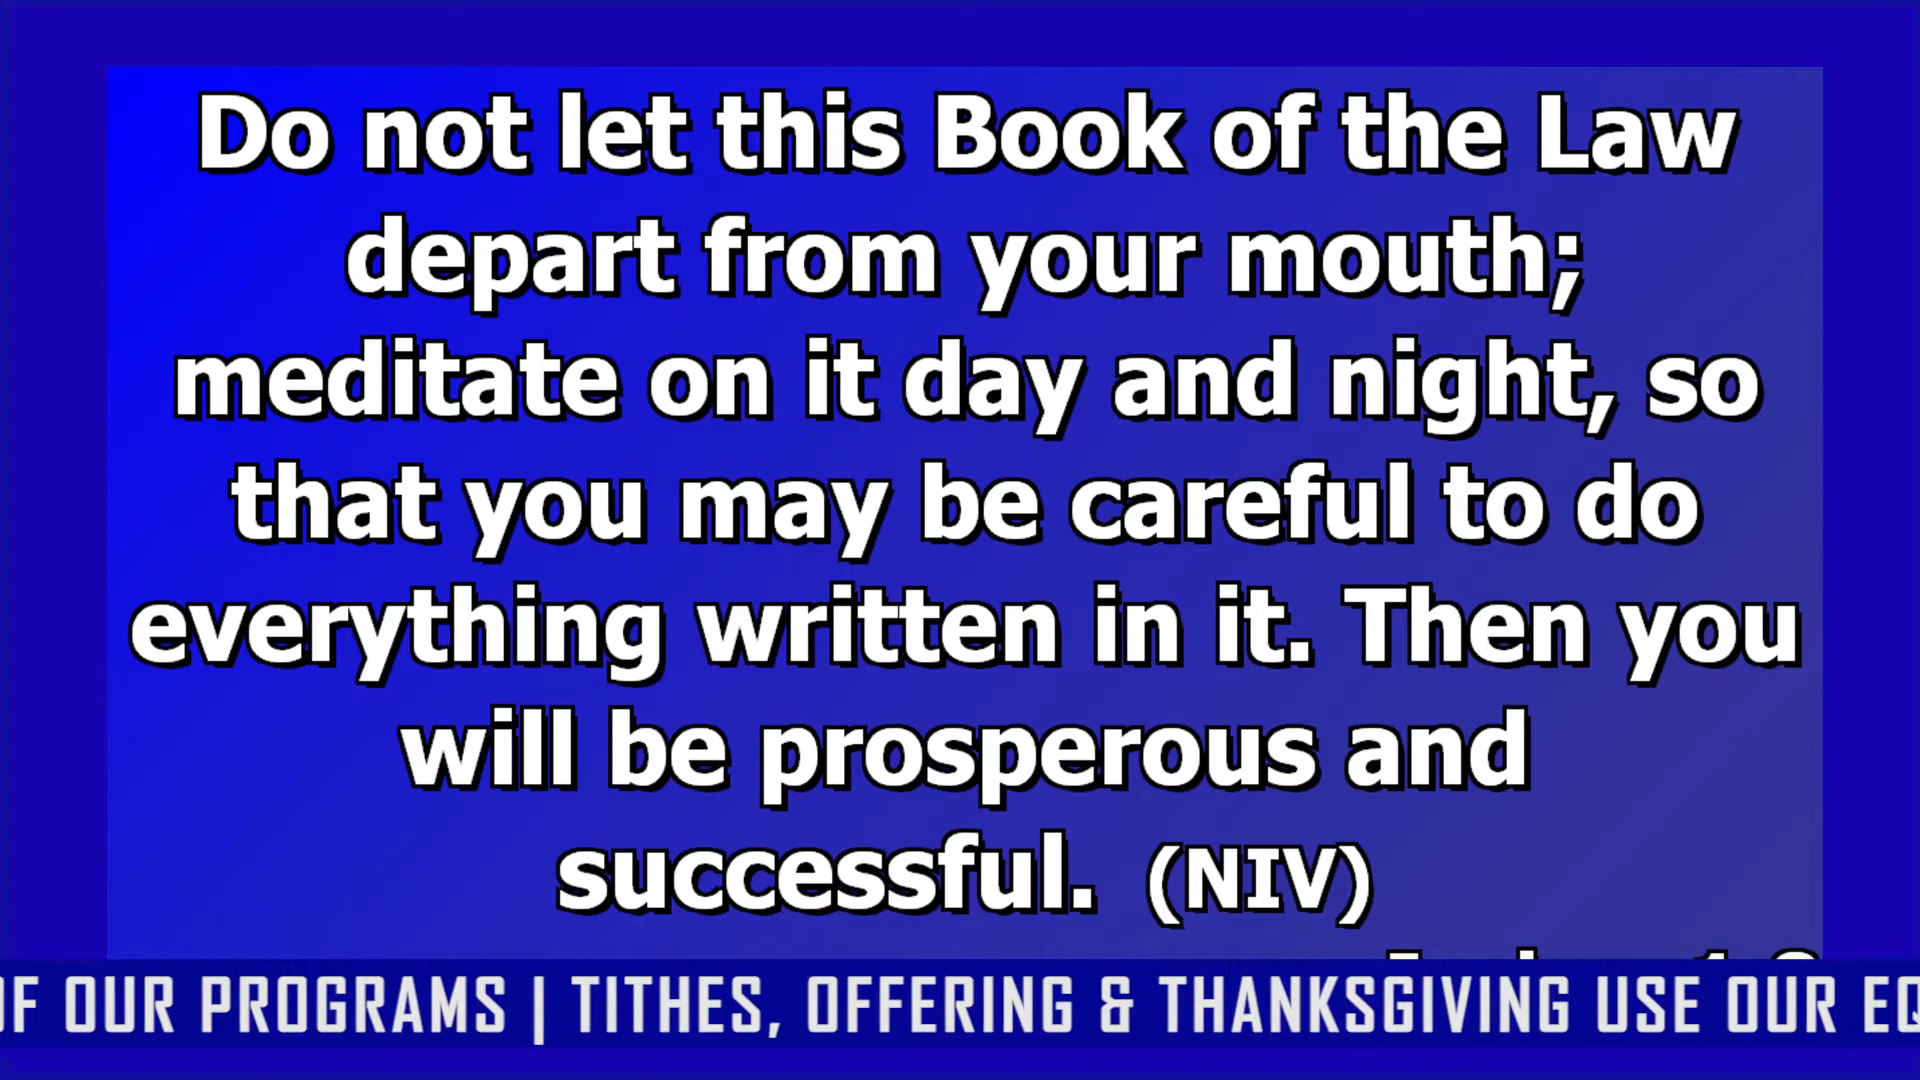 Do not let this Book of the Law
depart from your mouth;
meditate on it day and night, so
that you may be careful to do
everything written in it. Then you
will be prosperous and
successful. (NIV)
OF OUR PROGRAMS | TITHES, OFFERING & THANKSGIVING USE OUR